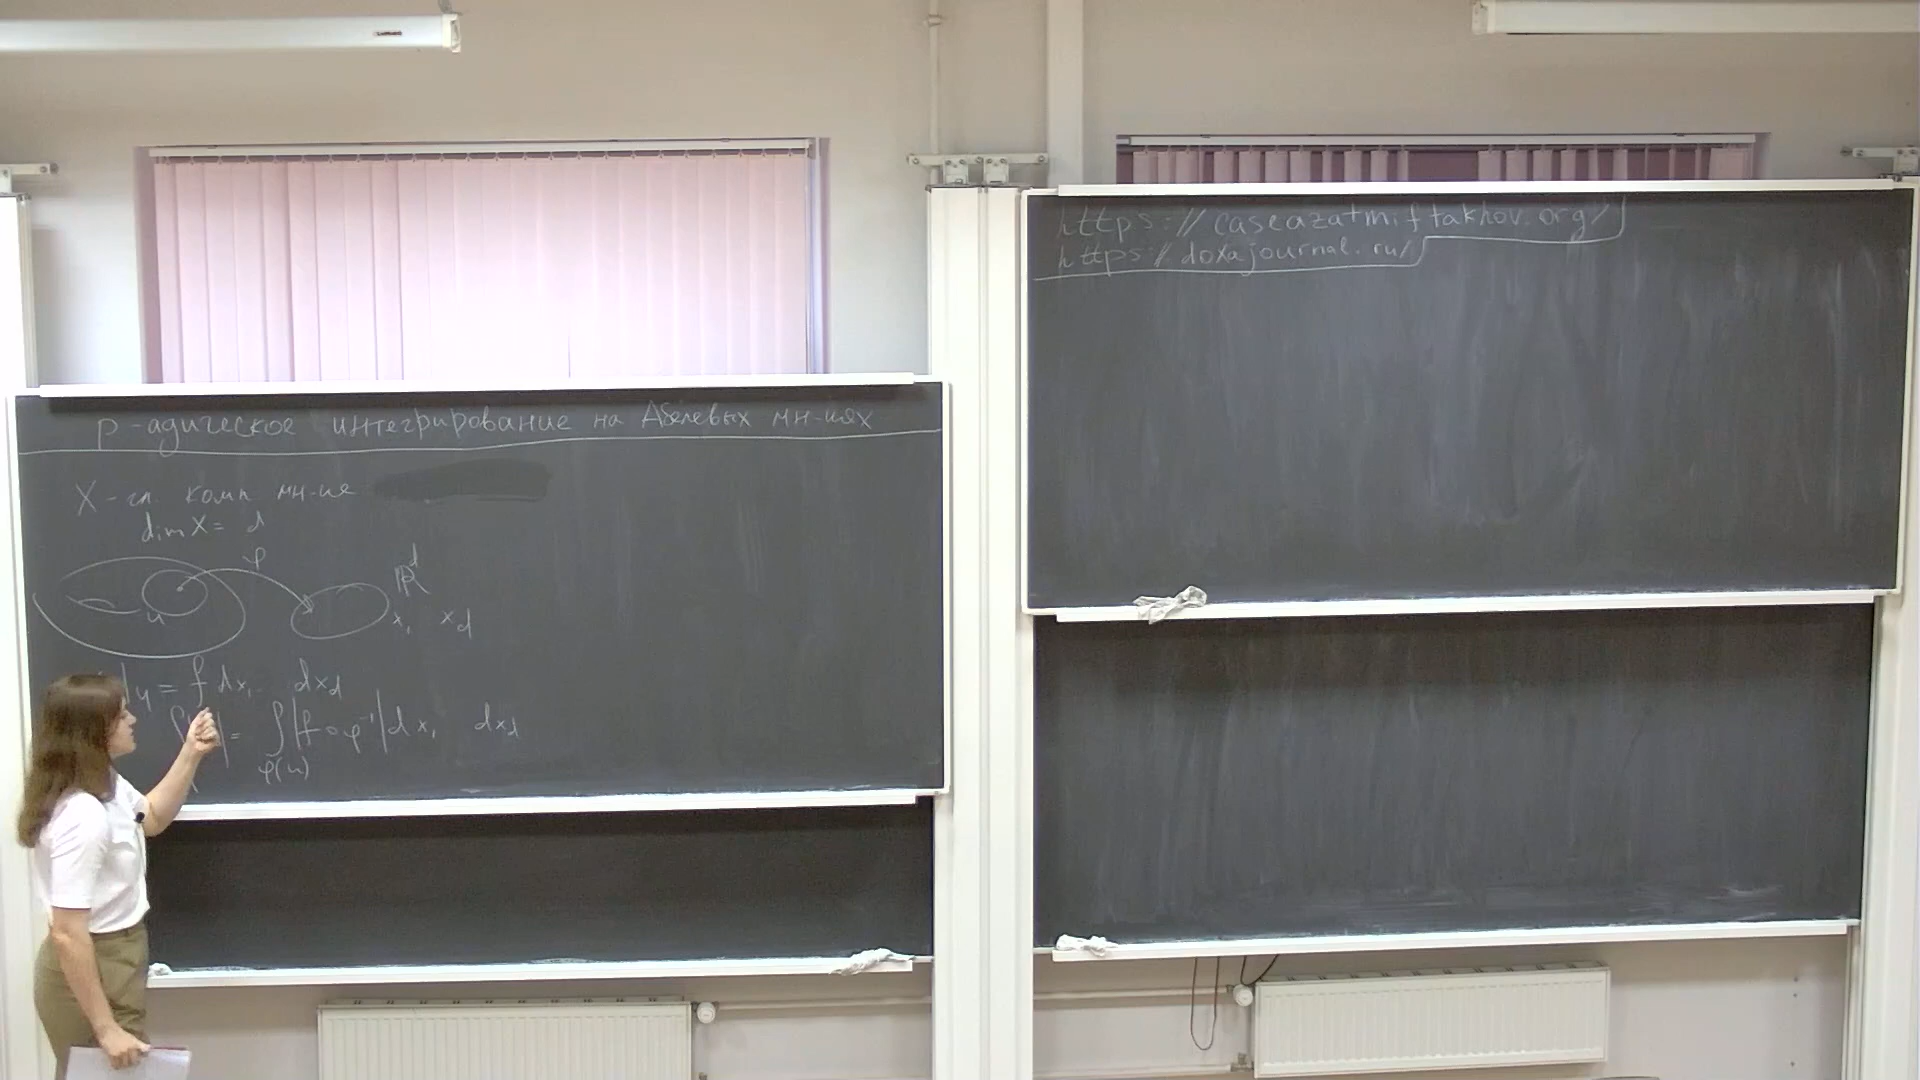 p-адическое интегрирование на Абелевых мн-иях
X - гл. комп мн-ие
dim X = d
φ
ℝ^d
u
x₁ x_d
= f dx₁ dx_d
= ∫ |f∘φ⁻¹| dx₁ dx_d
φ(u)
https://caseazatmiftakhov.org/
https://doxajournal.ru/